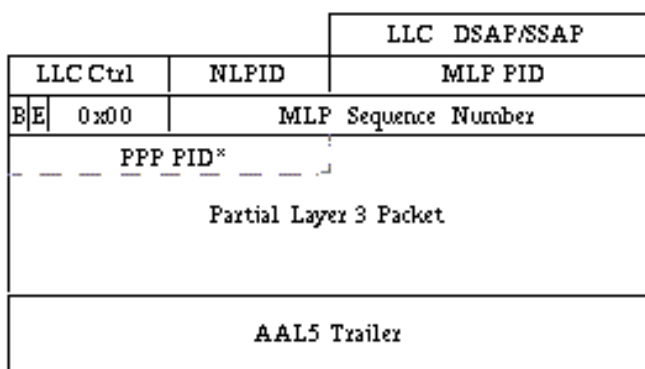 LLC DSAP/SSAP
LLC Ctrl NLPID MLP PID
B E 0x00 MLP Sequence Number
PPP PID*
Partial Layer 3 Packet
AAL5 Trailer